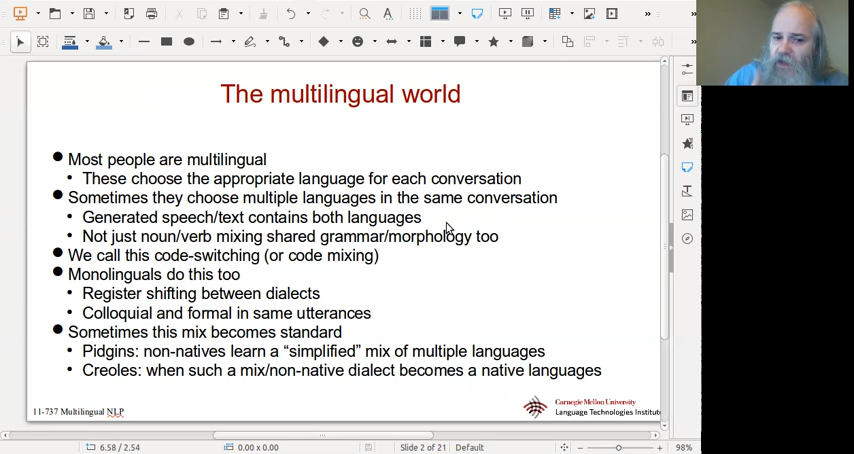 The multilingual world
Most people are multilingual
These choose the appropriate language for each conversation
Sometimes they choose multiple languages in the same conversation
Generated speech/text contains both languages
Not just noun/verb mixing shared grammar/morphology too
We call this code-switching (or code mixing)
Monolinguals do this too
Register shifting between dialects
Colloquial and formal in same utterances
Sometimes this mix becomes standard
Pidgins: non-natives learn a “simplified” mix of multiple languages
Creoles: when such a mix/non-native dialect becomes a native languages
11-737 Multilingual NLP
Carnegie Mellon University
Language Technologies Institute
6.58 / 2.54
0.00 x 0.00
Slide 2 of 21
Default
98%